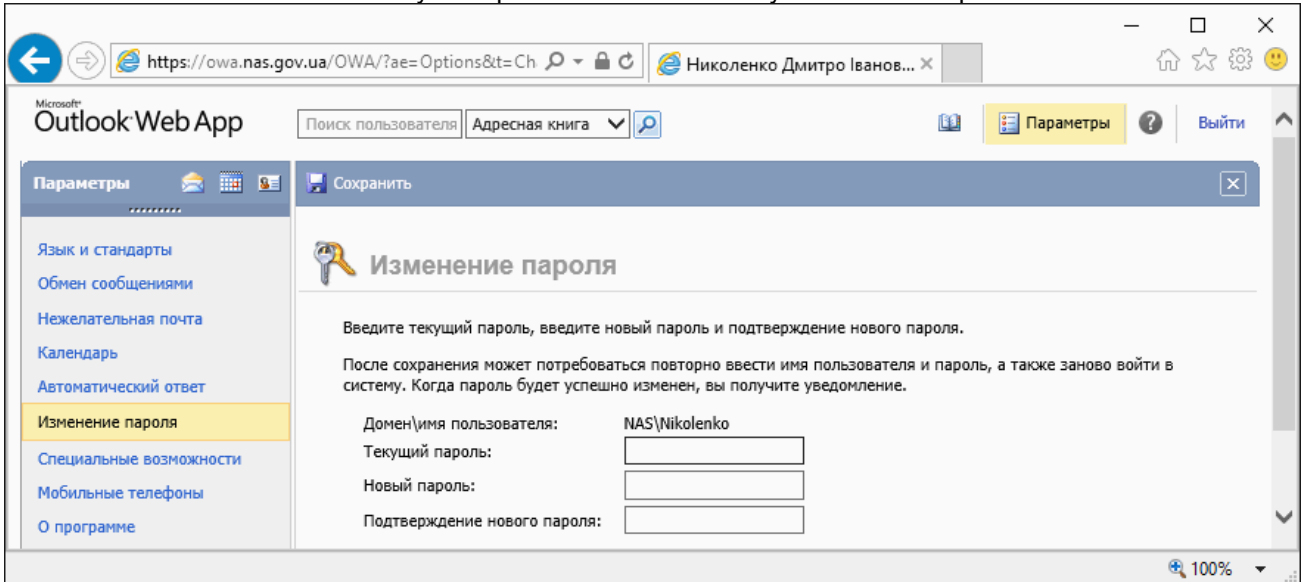 https://owa.nas.gov.ua/OWA/?ae=Options&t=Ch
Николенко Дмитро Іванов...
Microsoft
Outlook Web App
Поиск пользователя
Адресная книга
Параметры
Выйти
Параметры
Сохранить
Язык и стандарты
Обмен сообщениями
Нежелательная почта
Календарь
Автоматический ответ
Изменение пароля
Специальные возможности
Мобильные телефоны
О программе
Изменение пароля
Введите текущий пароль, введите новый пароль и подтверждение нового пароля.
После сохранения может потребоваться повторно ввести имя пользователя и пароль, а также заново войти в
систему. Когда пароль будет успешно изменен, вы получите уведомление.
Домен\имя пользователя: NAS\Nikolenko
Текущий пароль:
Новый пароль:
Подтверждение нового пароля:
100%